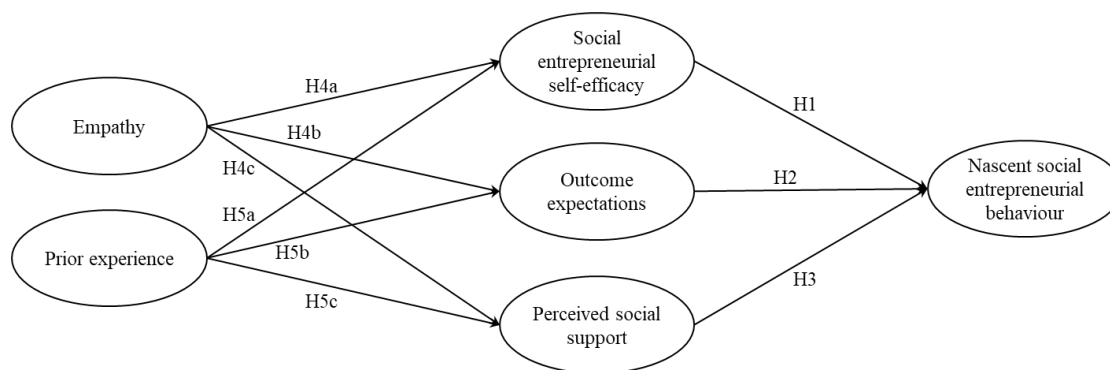 Social
entrepreneurial
self-efficacy
H4a
H1
Empathy
H4b
H4c
Outcome
expectations
H2
Nascent social
entrepreneurial
behaviour
H5a
Prior experience
H5b
H5c
H3
Perceived social
support